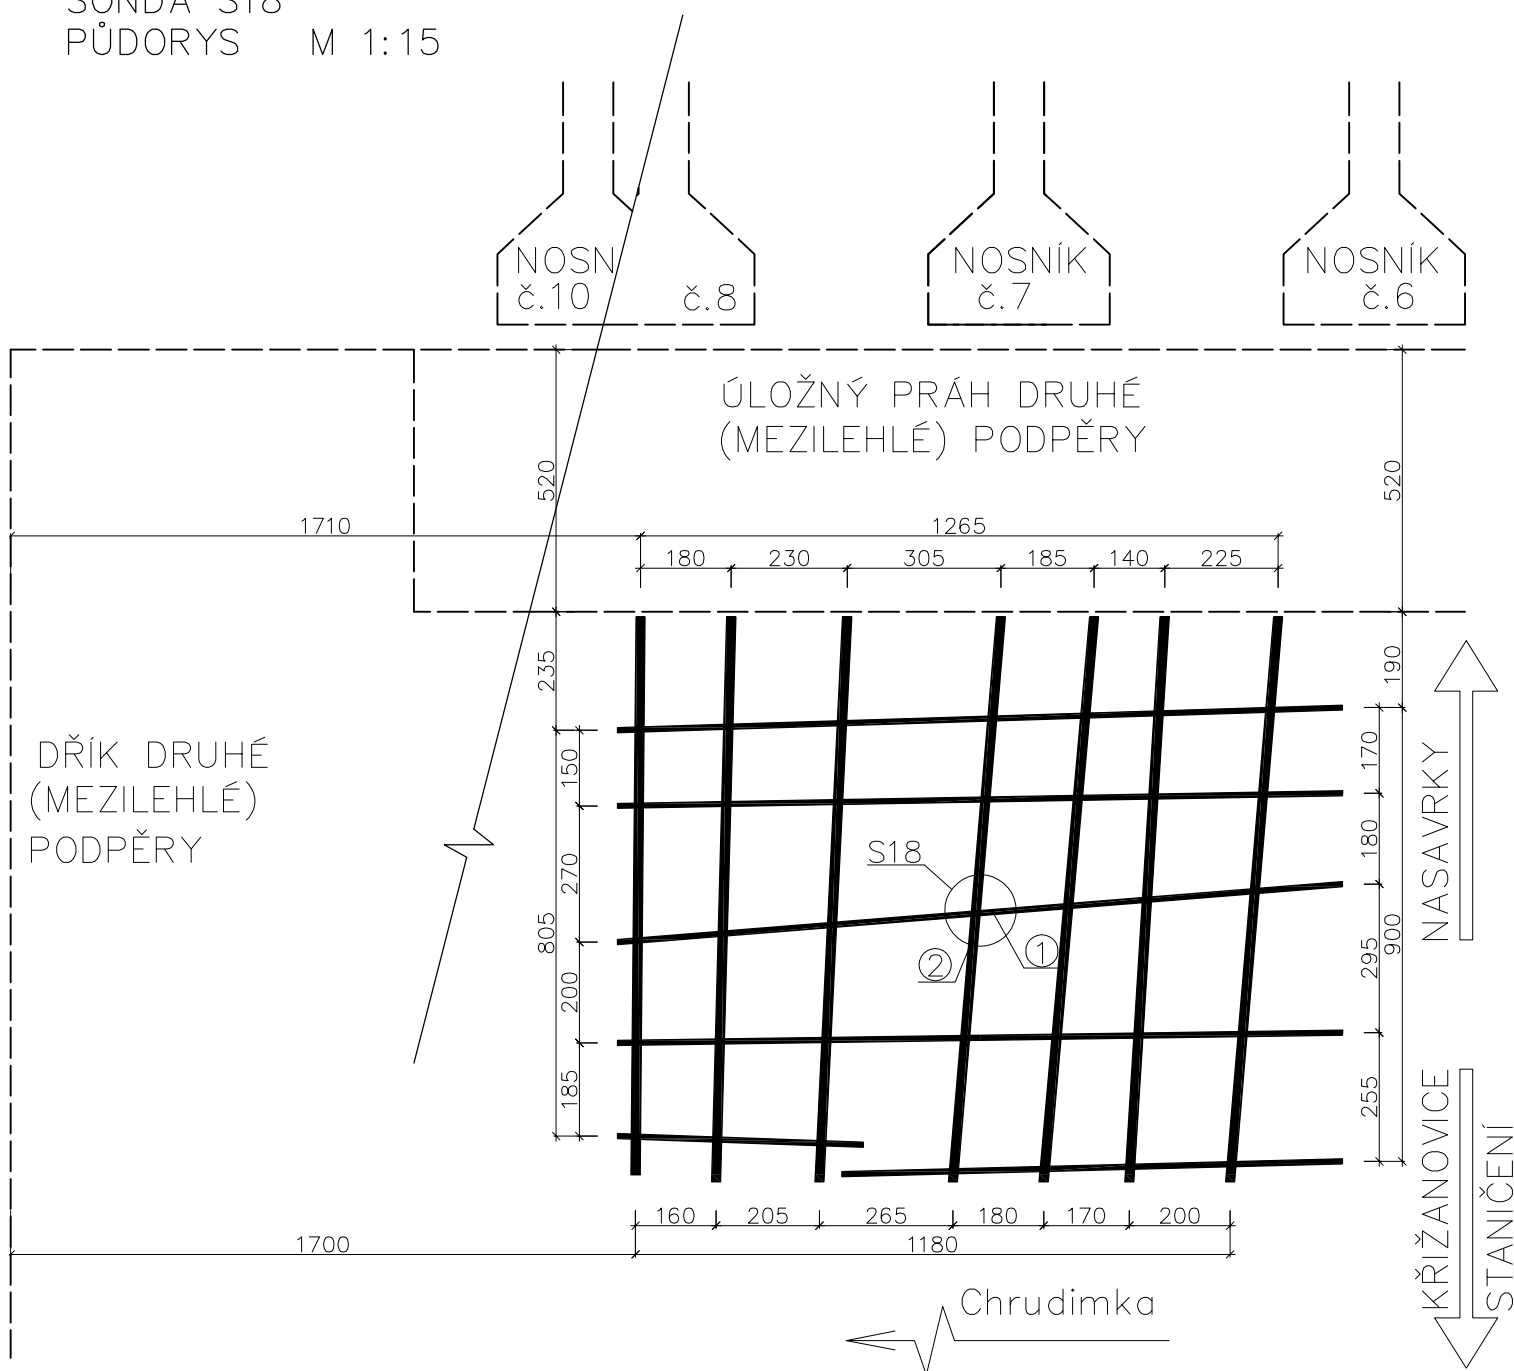 SONDA S18
PŮDORYS M 1:15
NOSN
č.10
č.8
NOSNÍK
č.7
NOSNÍK
č.6
ÚLOŽNÝ PRÁH DRUHÉ
(MEZILEHLÉ) PODPĚRY
520
520
1710
1265
180
230
305
185
140
225
235
190
150
170
DŘÍK DRUHÉ
(MEZILEHLÉ)
PODPĚRY
NASAVRKY
S18
270
180
805
900
2
1
295
200
185
255
KŘIŽANOVICE
STANIČENÍ
160
205
265
180
170
200
1700
1180
Chrudimka